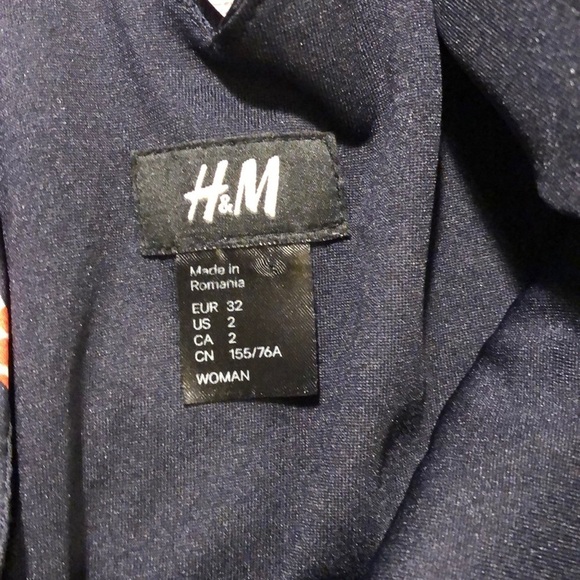 H&M
Made in
Romania
EUR 32
US 2
CA 2
CN 155/76A
WOMAN